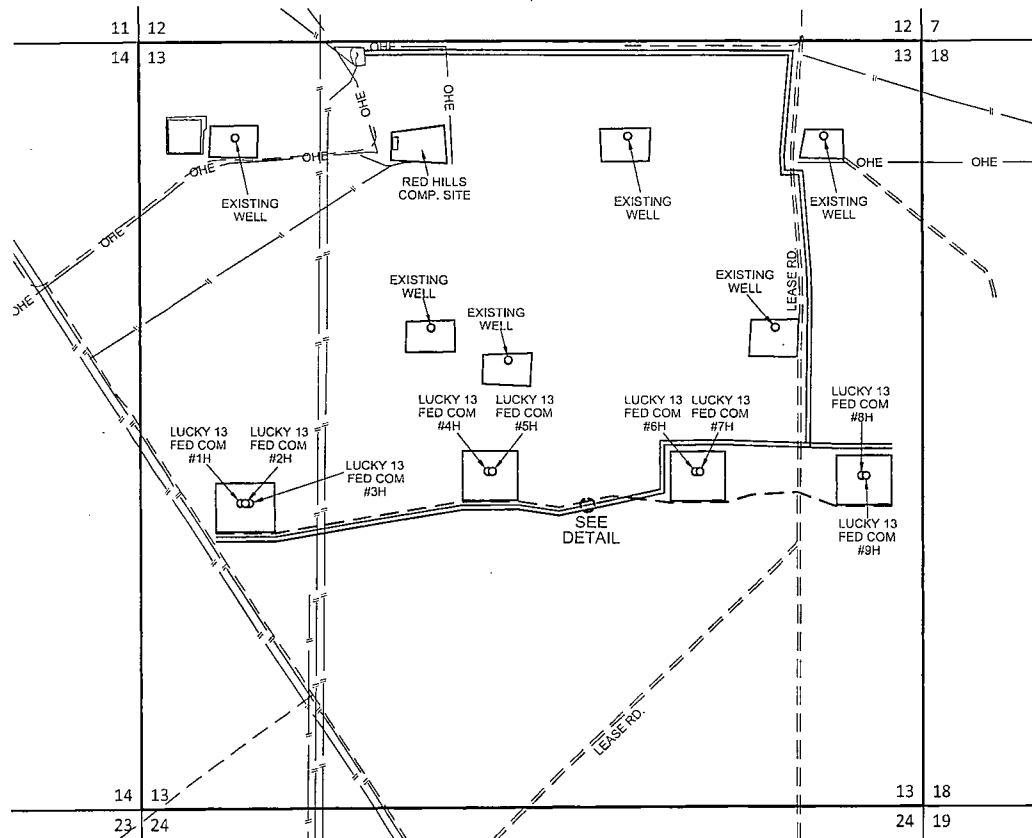 11 12
12 7
14 13
13 18
OHE
OHE
OHE
OHE
OHE
OHE
OHE
OHE
OHE
EXISTING
WELL
RED HILLS
COMP. SITE
EXISTING
WELL
EXISTING
WELL
LEASE RD.
EXISTING
WELL
EXISTING
WELL
EXISTING
WELL
LUCKY 13
FED COM
#1H
LUCKY 13
FED COM
#2H
LUCKY 13
FED COM
#3H
LUCKY 13
FED COM
#4H
LUCKY 13
FED COM
#5H
LUCKY 13
FED COM
#6H
LUCKY 13
FED COM
#7H
LUCKY 13
FED COM
#8H
LUCKY 13
FED COM
#9H
SEE
DETAIL
LEASE RD.
14 13
13 18
23 24
24 19